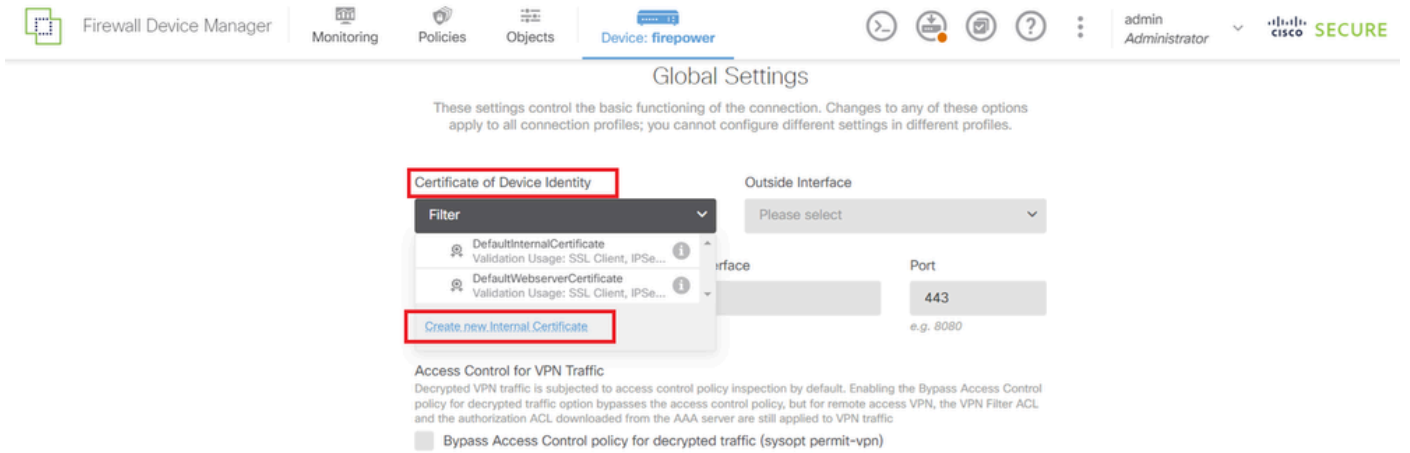 Firewall Device Manager
Monitoring
Policies
Objects
Device: firepower
admin
Administrator
cisco SECURE
Global Settings
These settings control the basic functioning of the connection. Changes to any of these options
apply to all connection profiles; you cannot configure different settings in different profiles.
Certificate of Device Identity
Outside Interface
Filter
Please select
DefaultInternalCertificate
Validation Usage: SSL Client, IPSe...
DefaultWebserverCertificate
Validation Usage: SSL Client, IPSe...
Create new Internal Certificate
erface
Port
443
e.g. 8080
Access Control for VPN Traffic
Decrypted VPN traffic is subjected to access control policy inspection by default. Enabling the Bypass Access Control
policy for decrypted traffic option bypasses the access control policy, but for remote access VPN, the VPN Filter ACL
and the authorization ACL downloaded from the AAA server are still applied to VPN traffic
Bypass Access Control policy for decrypted traffic (sysopt permit-vpn)